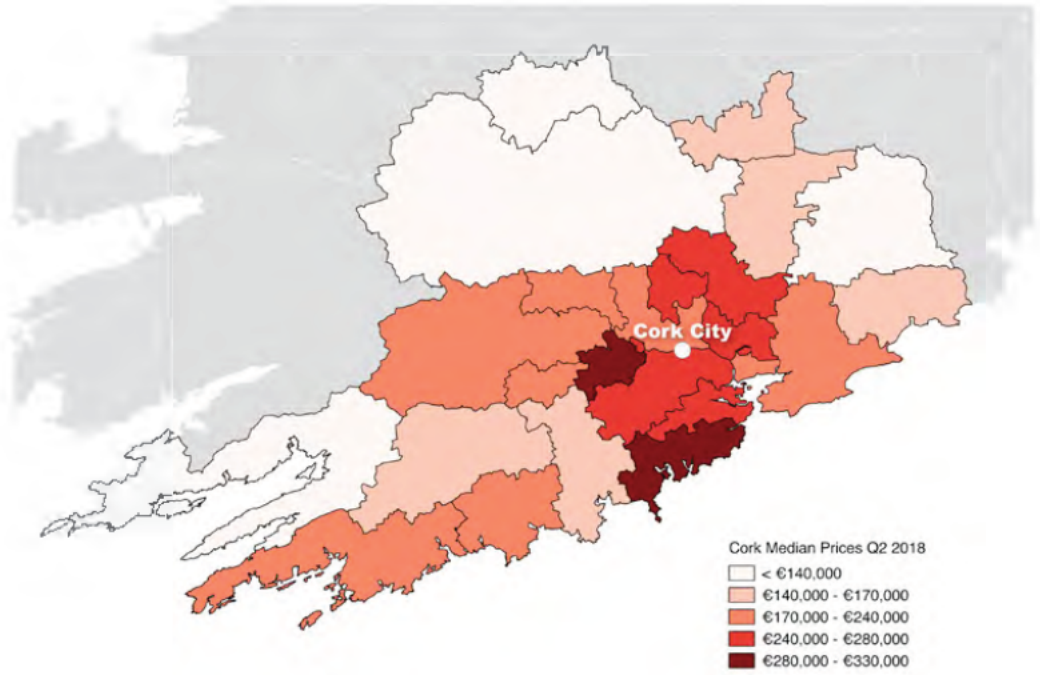 Cork City
Cork Median Prices Q2 2018
< €140,000
€140,000 - €170,000
€170,000 - €240,000
€240,000 - €280,000
€280,000 - €330,000